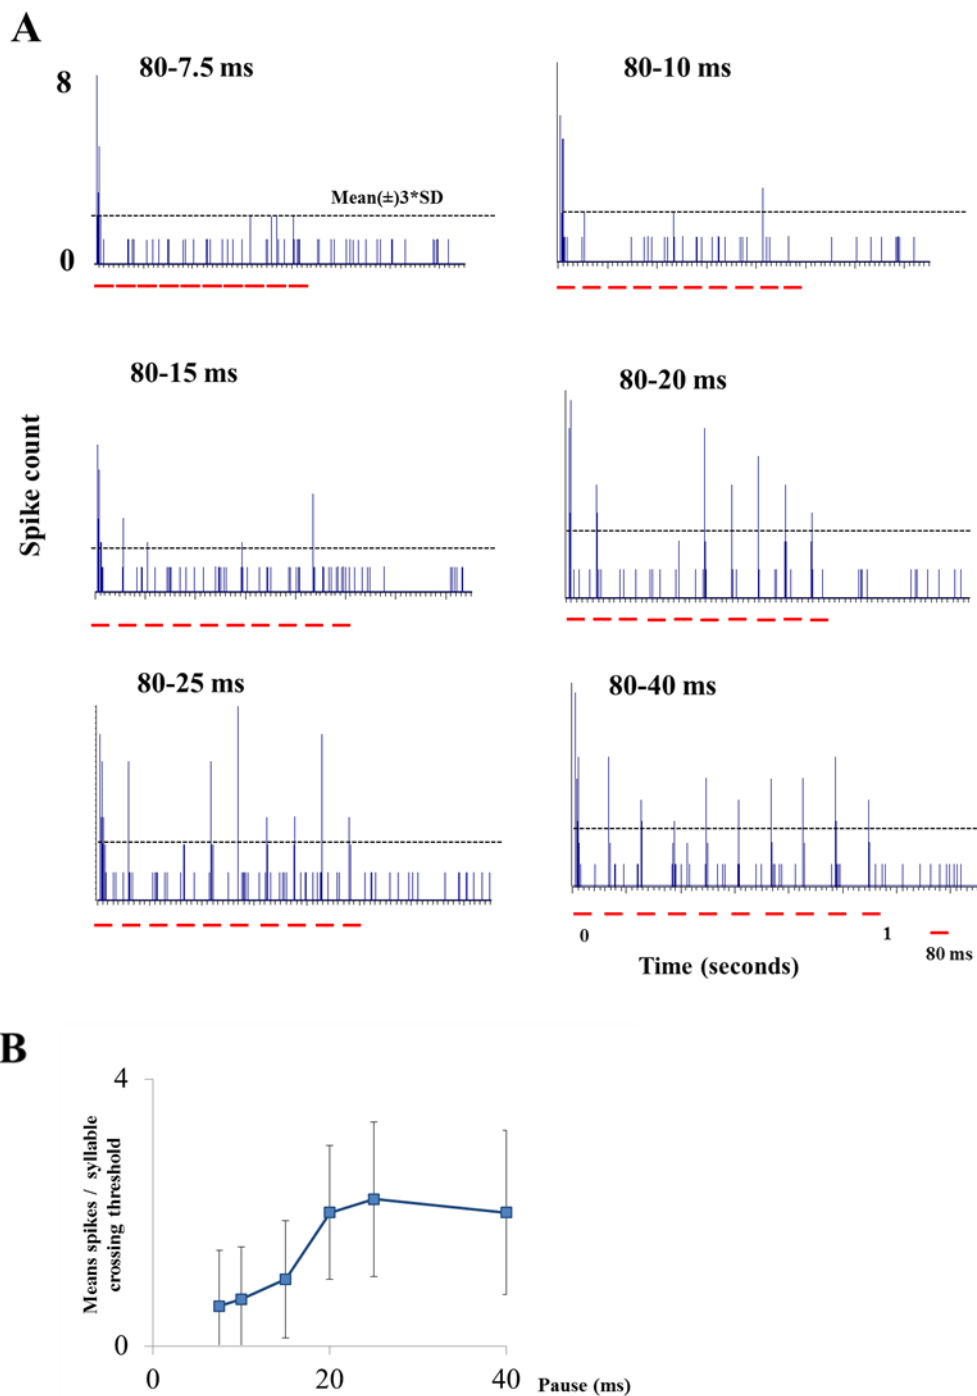 A
80-7.5 ms
80-10 ms
8
Mean(±)3*SD
0
80-15 ms
80-20 ms
Spike count
80-25 ms
80-40 ms
0
1
80 ms
Time (seconds)
B
4
Means spikes / syllable
crossing threshold
0
0
20
40
Pause (ms)